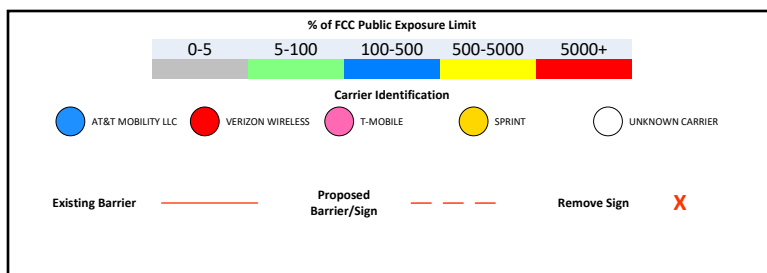 % of FCC Public Exposure Limit
0-5 5-100 100-500 500-5000 5000+
Carrier Identification
AT&T MOBILITY LLC VERIZON WIRELESS T-MOBILE SPRINT UNKNOWN CARRIER
Existing Barrier Proposed Barrier/Sign Remove Sign X